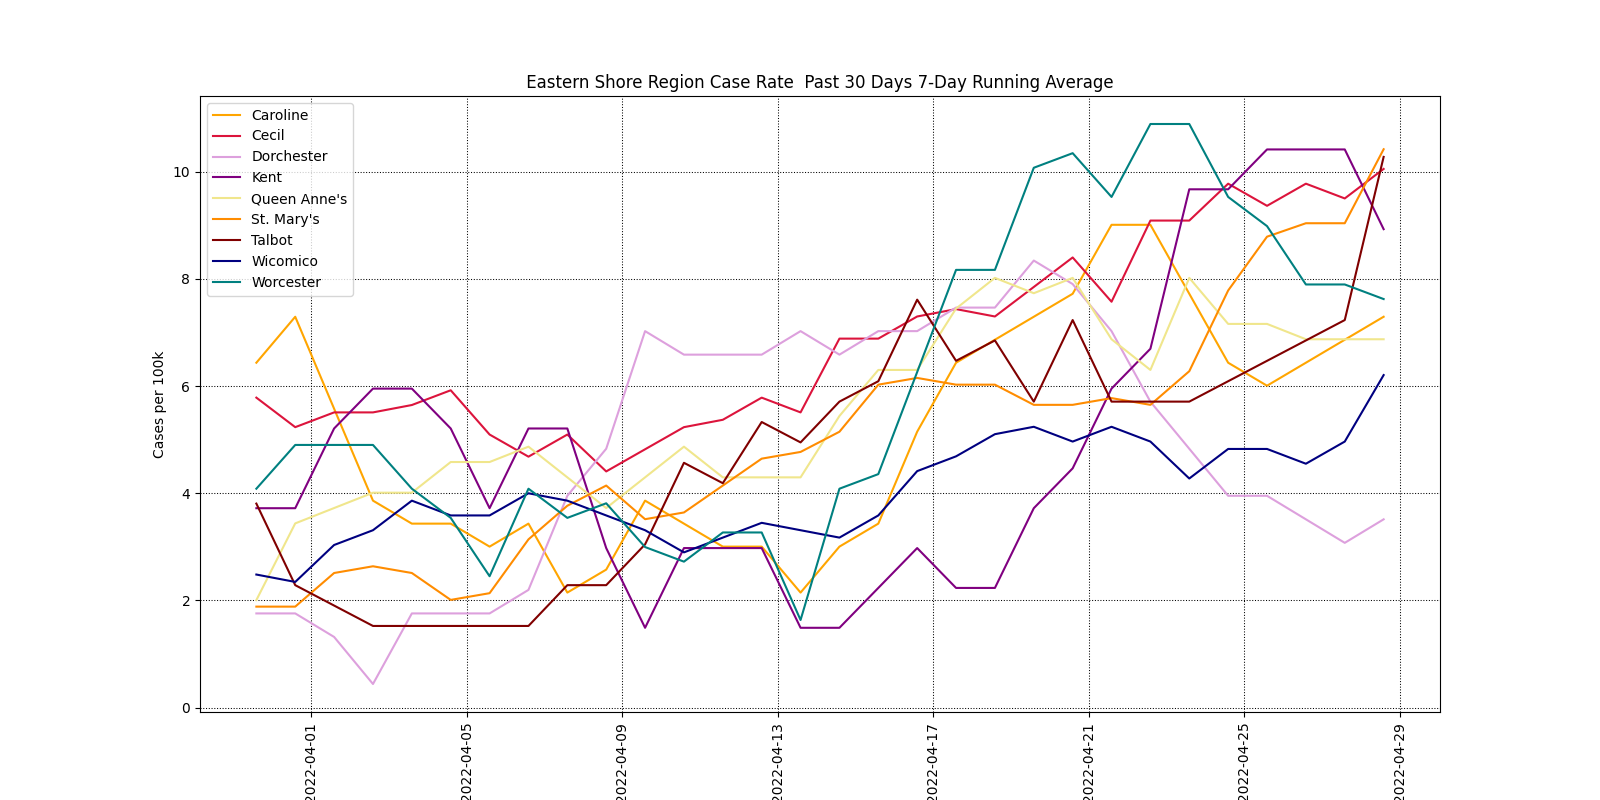 Eastern Shore Region Case Rate  Past 30 Days 7-Day Running Average
Caroline
Cecil
Dorchester
Kent
Queen Anne's
St. Mary's
Talbot
Wicomico
Worcester
Cases per 100k
10
8
6
4
2
0
2022-04-01
2022-04-05
2022-04-09
2022-04-13
2022-04-17
2022-04-21
2022-04-25
2022-04-29